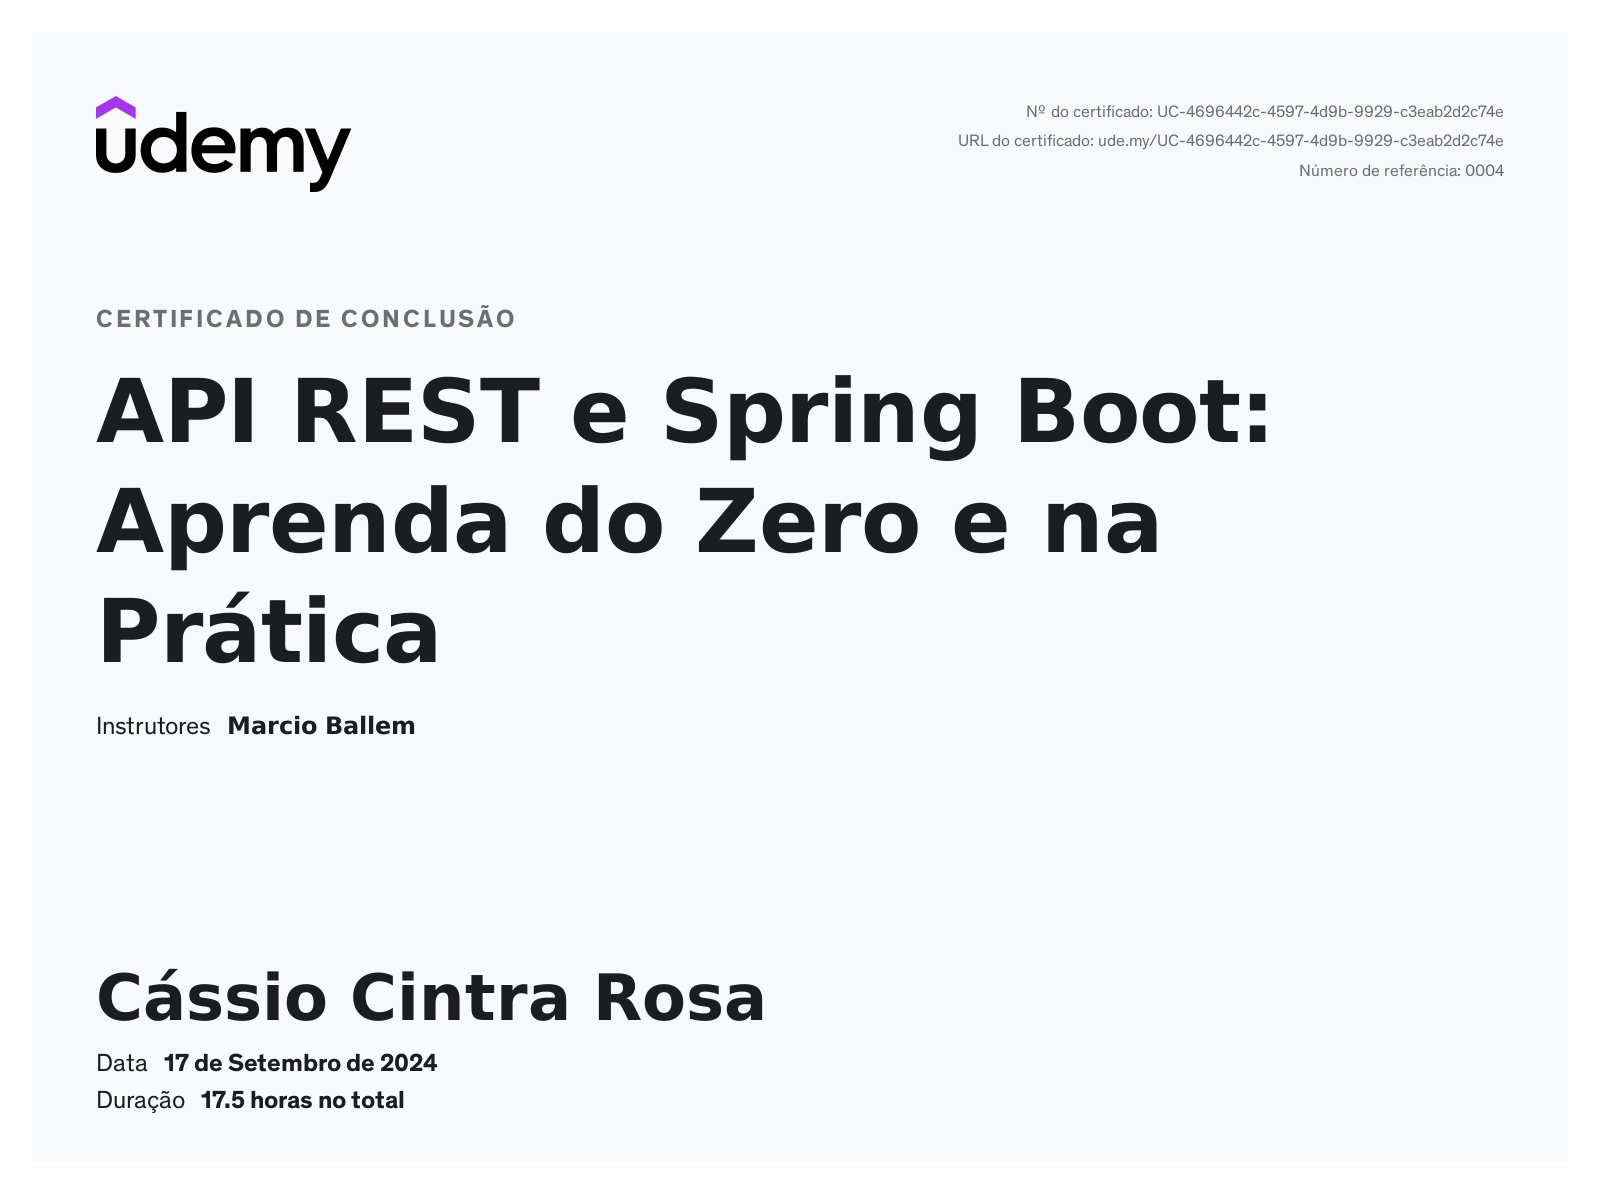 udemy
Nº do certificado: UC-4696442c-4597-4d9b-9929-c3eab2d2c74e
URL do certificado: ude.my/UC-4696442c-4597-4d9b-9929-c3eab2d2c74e
Número de referência: 0004
CERTIFICADO DE CONCLUSÃO
API REST e Spring Boot:
Aprenda do Zero e na
Prática
Instrutores Marcio Ballem
Cássio Cintra Rosa
Data 17 de Setembro de 2024
Duração 17.5 horas no total